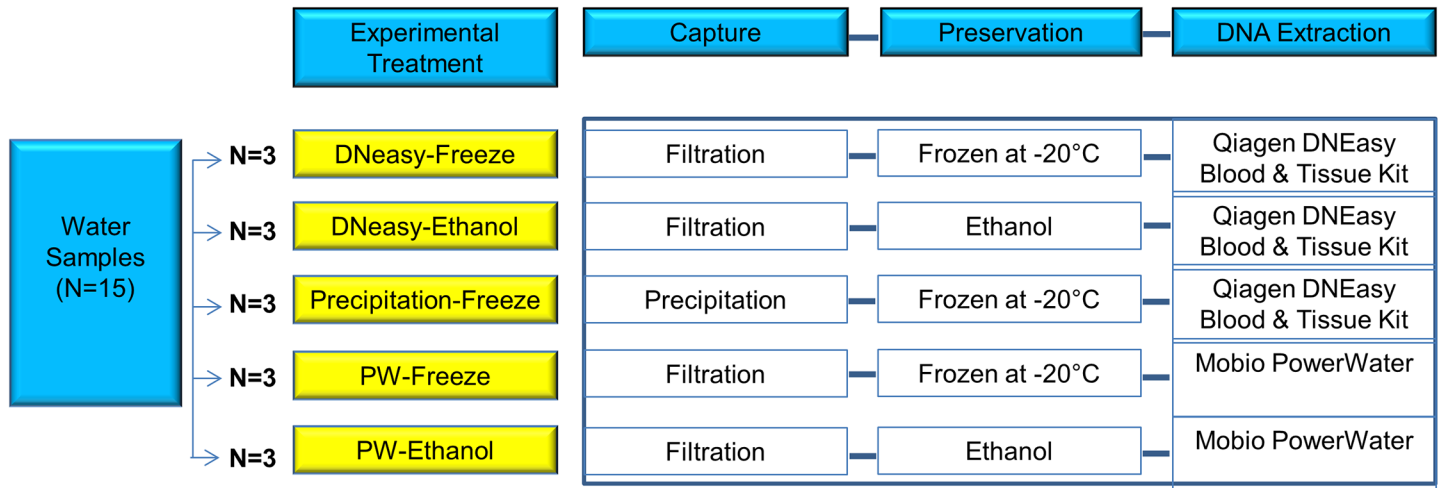 Experimental
Treatment
Capture
Preservation
DNA Extraction
Water
Samples
(N=15)
N=3
DNeasy-Freeze
Filtration
Frozen at -20°C
Qiagen DNEasy
Blood & Tissue Kit
N=3
DNeasy-Ethanol
Filtration
Ethanol
Qiagen DNEasy
Blood & Tissue Kit
N=3
Precipitation-Freeze
Precipitation
Frozen at -20°C
Qiagen DNEasy
Blood & Tissue Kit
N=3
PW-Freeze
Filtration
Frozen at -20°C
Mobio PowerWater
N=3
PW-Ethanol
Filtration
Ethanol
Mobio PowerWater